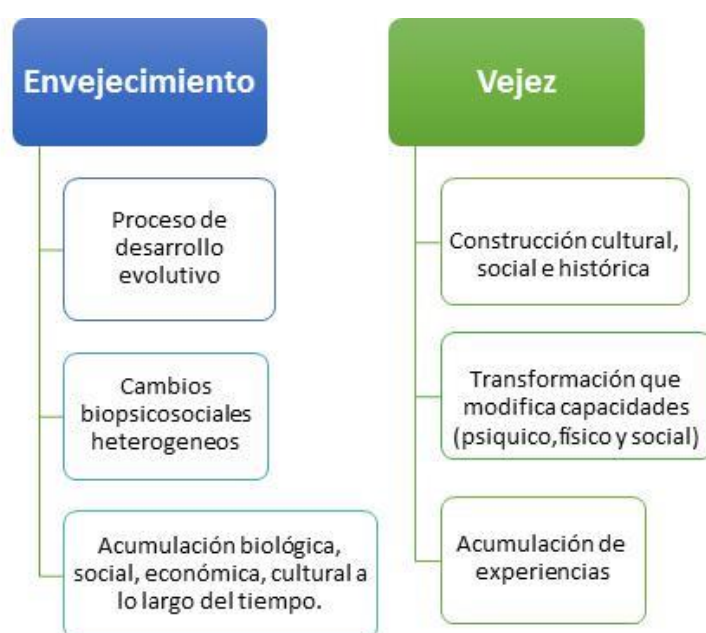 Envejecimiento
Proceso de
desarrollo
evolutivo
Cambios
biopsicosociales
heterogeneos
Acumulación biológica,
social, económica, cultural a
lo largo del tiempo.
Vejez
Construcción cultural,
social e histórica
Transformación que
modifica capacidades
(psiquico,físico y social)
Acumulación de
experiencias